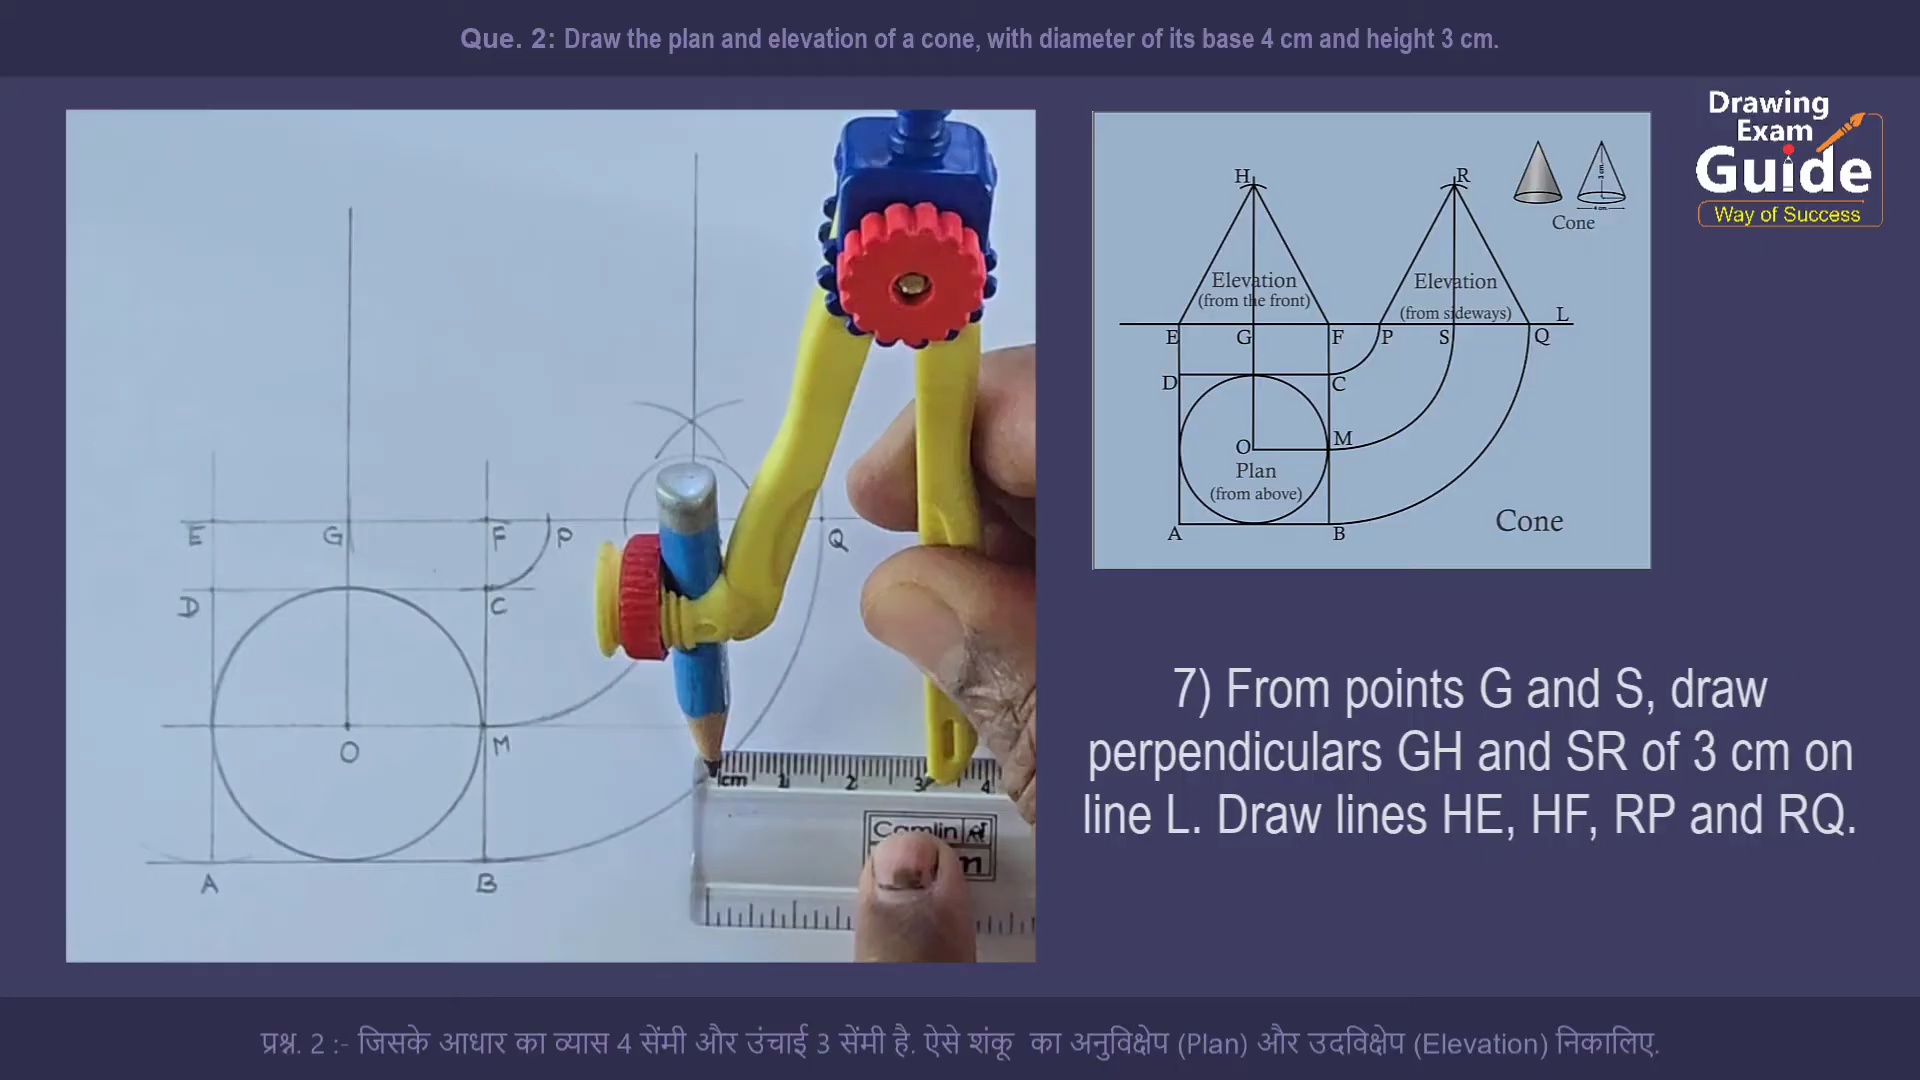 Que. 2: Draw the plan and elevation of a cone, with diameter of its base 4 cm and height 3 cm.
Drawing
Exam
Guide
Way of Success
E G F P Q
D C
O M
A B
cm 1 2 3 4
Camlin
H R
Cone
Elevation
(from the front)
Elevation
(from sideways)
L
E G F P S Q
D C
O M
Plan
(from above)
A B
Cone
7) From points G and S, draw
perpendiculars GH and SR of 3 cm on
line L. Draw lines HE, HF, RP and RQ.
प्रश्न. 2 :- जिसके आधार का व्यास 4 सेंमी और उंचाई 3 सेंमी है. ऐसे शंकू का अनुविक्षेप (Plan) और उदविक्षेप (Elevation) निकालिए.